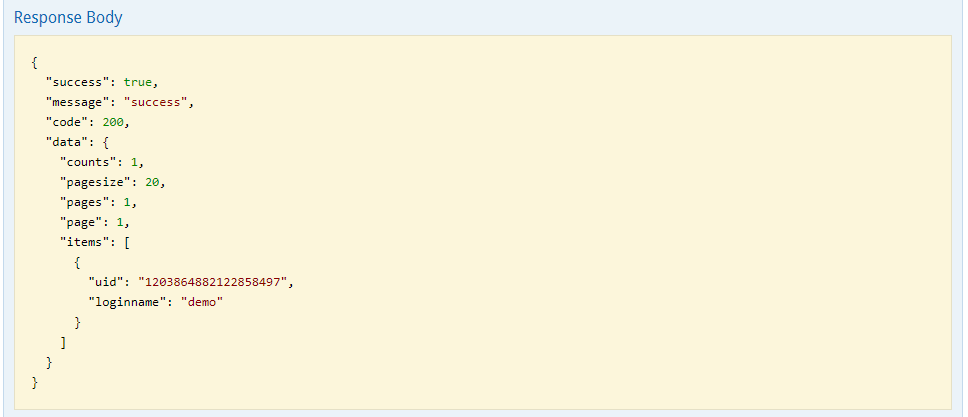 Response Body
{
  "success": true,
  "message": "success",
  "code": 200,
  "data": {
    "counts": 1,
    "pagesize": 20,
    "pages": 1,
    "page": 1,
    "items": [
      {
        "uid": "1203864882122858497",
        "loginname": "demo"
      }
    ]
  }
}